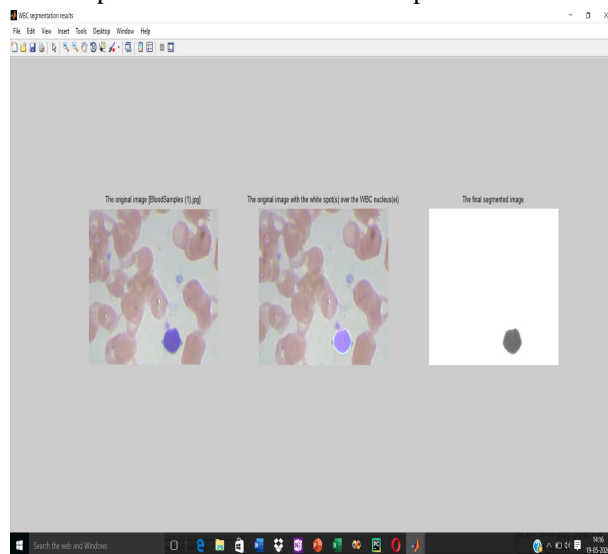 WBC segmentation results
File Edit View Insert Tools Desktop Window Help
The original image [BloodSamples (1).jpg]
The original image with the white spot(s) over the WBC nucleus(ei)
The final segmented image
Search the web and Windows
14:16